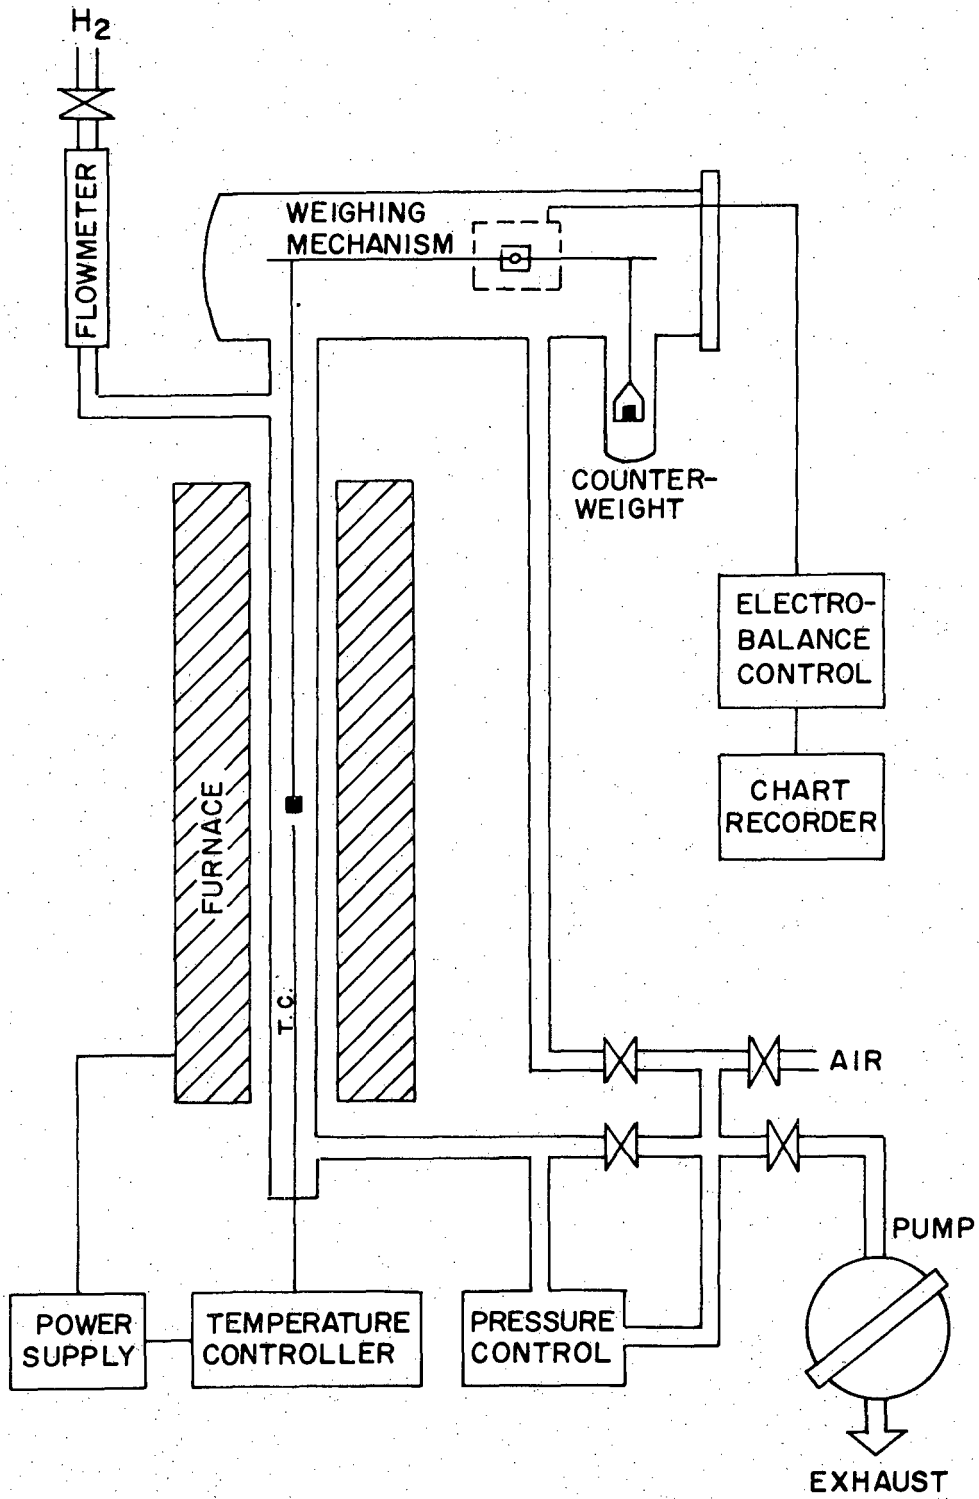 H2
FLOWMETER
WEIGHING
MECHANISM
COUNTER-
WEIGHT
ELECTRO-
BALANCE
CONTROL
CHART
RECORDER
FURNACE
T.C.
AIR
PUMP
POWER
SUPPLY
TEMPERATURE
CONTROLLER
PRESSURE
CONTROL
EXHAUST